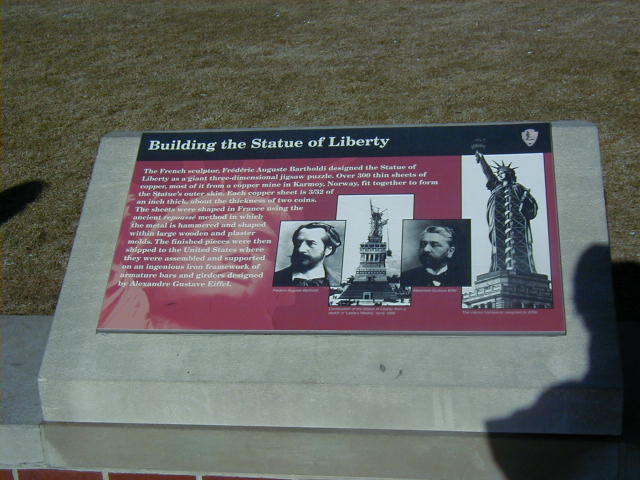 Building the Statue of Liberty
The French sculptor, Frédéric Auguste Bartholdi designed the Statue of
Liberty as a giant three-dimensional jigsaw puzzle. Over 300 thin sheets of
copper, most of it from a copper mine in Karmoy, Norway, fit together to form
the Statue's outer skin. Each copper sheet is 3/32 of
an inch thick, about the thickness of two coins.
The sheets were shaped in France using the
ancient repoussé method in which
the metal is hammered and shaped
within large wooden and plaster
molds. The finished pieces were then
shipped to the United States where
they were assembled and supported
on an ingenious iron framework of
armature bars and girders designed
by Alexandre Gustave Eiffel.